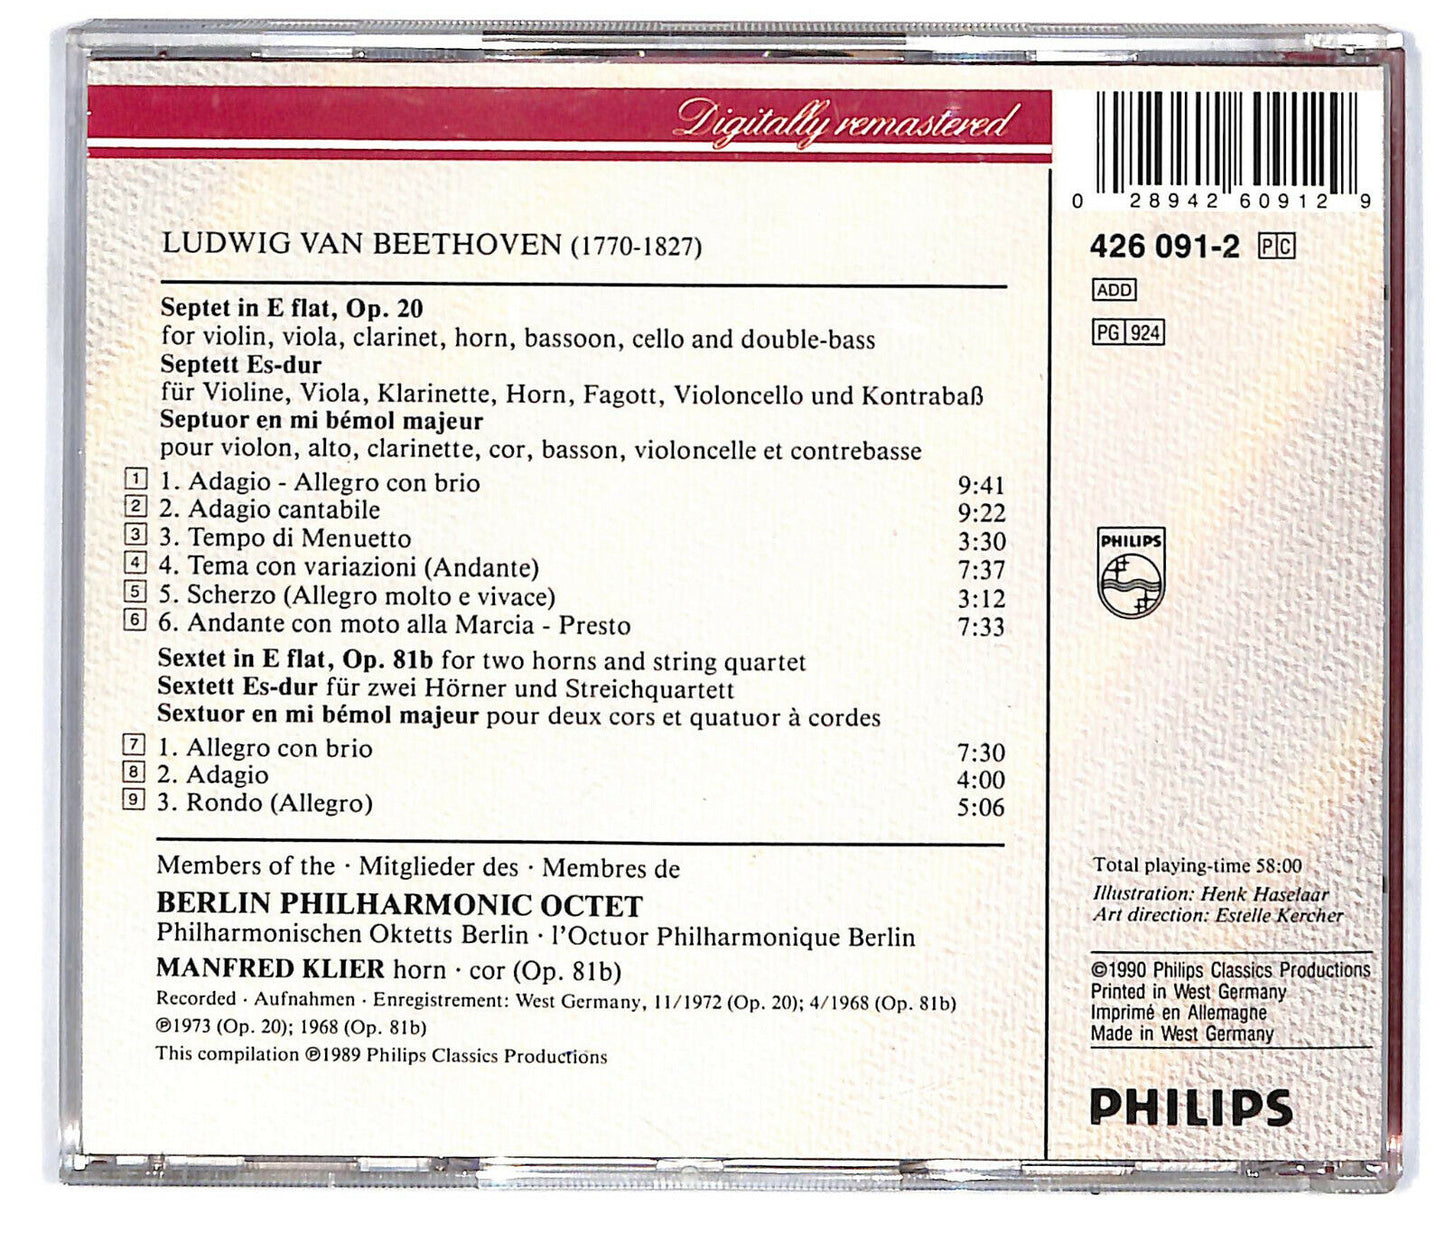 Digitally remastered
LUDWIG VAN BEETHOVEN (1770-1827)
Septet in E flat, Op. 20
for violin, viola, clarinet, horn, bassoon, cello and double-bass
Septett Es-dur
für Violine, Viola, Klarinette, Horn, Fagott, Violoncello und Kontrabaß
Septuor en mi bémol majeur
pour violon, alto, clarinette, cor, basson, violoncelle et contrebasse
1 1. Adagio - Allegro con brio 9:41
2 2. Adagio cantabile 9:22
3 3. Tempo di Menuetto 3:30
4 4. Tema con variazioni (Andante) 7:37
5 5. Scherzo (Allegro molto e vivace) 3:12
6 6. Andante con moto alla Marcia - Presto 7:33
Sextet in E flat, Op. 81b for two horns and string quartet
Sextett Es-dur für zwei Hörner und Streichquartett
Sextuor en mi bémol majeur pour deux cors et quatuor à cordes
7 1. Allegro con brio 7:30
8 2. Adagio 4:00
9 3. Rondo (Allegro) 5:06
Members of the · Mitglieder des · Membres de
BERLIN PHILHARMONIC OCTET
Philharmonischen Oktetts Berlin · l'Octuor Philharmonique Berlin
MANFRED KLIER horn · cor (Op. 81b)
Recorded · Aufnahmen · Enregistrement: West Germany, 11/1972 (Op. 20); 4/1968 (Op. 81b)
℗1973 (Op. 20); 1968 (Op. 81b)
This compilation ℗1989 Philips Classics Productions
0 28942 60912 9
426 091-2 PC
ADD
PG 924
PHILIPS
Total playing-time 58:00
Illustration: Henk Haselaar
Art direction: Estelle Kercher
©1990 Philips Classics Productions
Printed in West Germany
Imprimé en Allemagne
Made in West Germany
PHILIPS